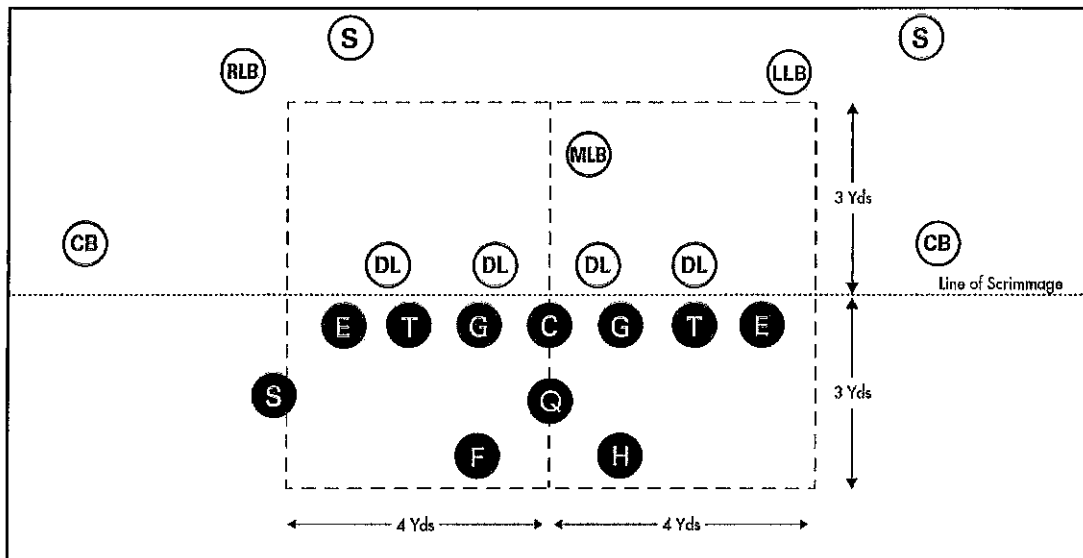 S S
RLB LLB
MLB
3 Yds
CB CB
DL DL DL DL
Line of Scrimmage
E T G C G T E
S Q 3 Yds
F H
4 Yds 4 Yds